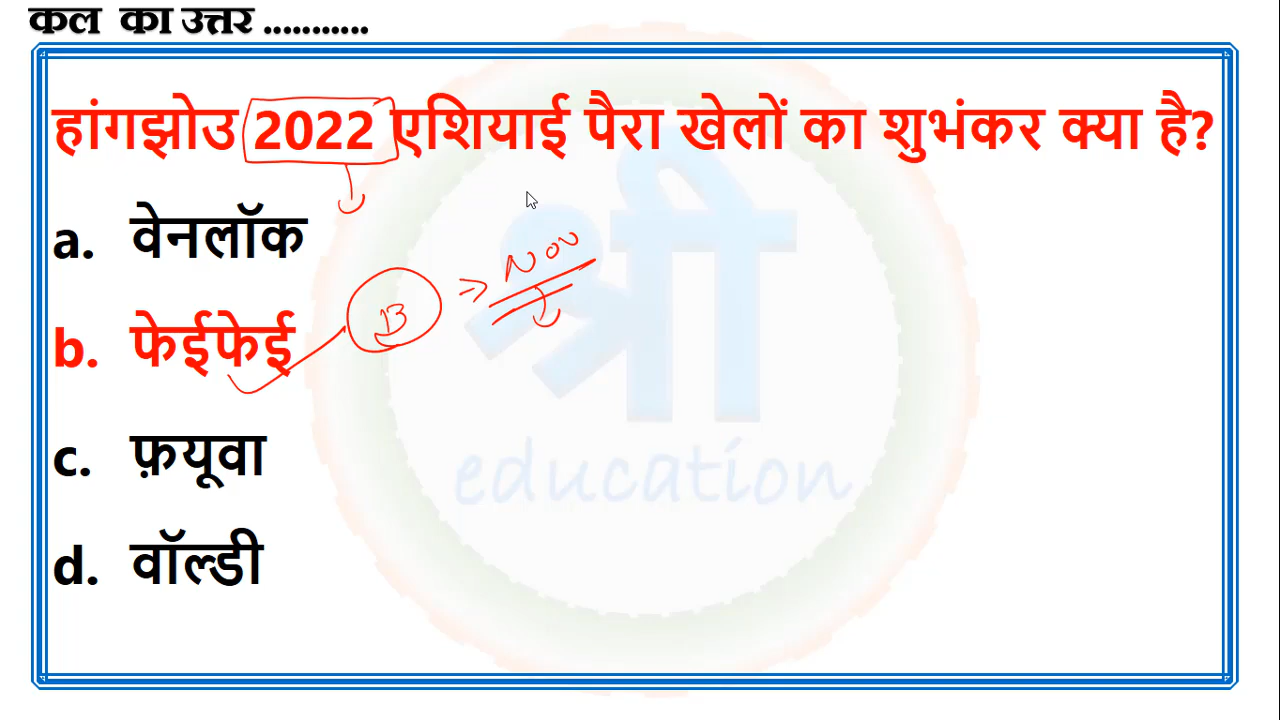 कल का उत्तर ...........
हांगझोउ 2022 एशियाई पैरा खेलों का शुभंकर क्या है?
a. वेनलॉक
Nov
b. फेईफेई
B
c. फ़यूवा
d. वॉल्डी
श्री
education